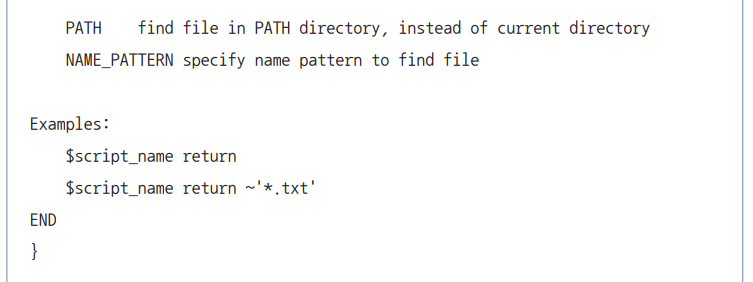 PATH    find file in PATH directory, instead of current directory
NAME_PATTERN specify name pattern to find file
Examples:
$script_name return
$script_name return ~'*.txt'
END
}